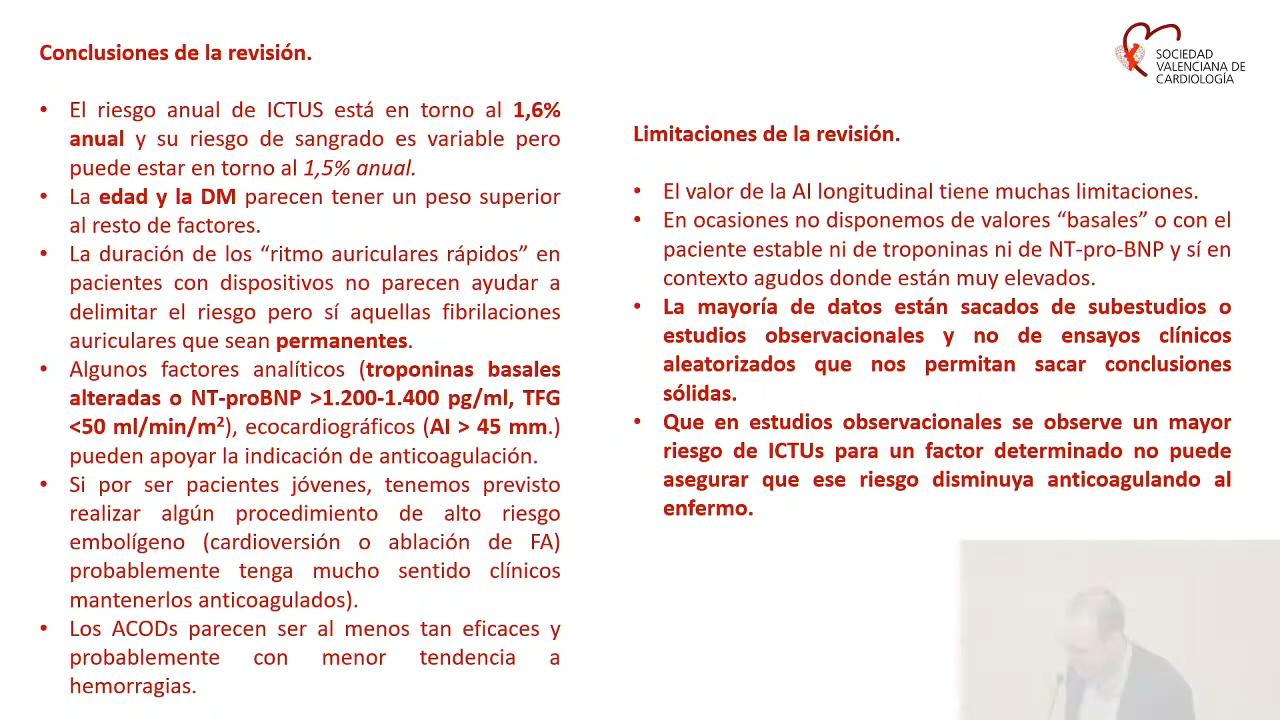 Conclusiones de la revisión.
• El riesgo anual de ICTUS está en torno al 1,6%
anual y su riesgo de sangrado es variable pero
puede estar en torno al 1,5% anual.
• La edad y la DM parecen tener un peso superior
al resto de factores.
• La duración de los “ritmo auriculares rápidos” en
pacientes con dispositivos no parecen ayudar a
delimitar el riesgo pero sí aquellas fibrilaciones
auriculares que sean permanentes.
• Algunos factores analíticos (troponinas basales
alteradas o NT-proBNP >1.200-1.400 pg/ml, TFG
<50 ml/min/m²), ecocardiográficos (AI > 45 mm.)
pueden apoyar la indicación de anticoagulación.
• Si por ser pacientes jóvenes, tenemos previsto
realizar algún procedimiento de alto riesgo
embolígeno (cardioversión o ablación de FA)
probablemente tenga mucho sentido clínicos
mantenerlos anticoagulados).
• Los ACODs parecen ser al menos tan eficaces y
probablemente con menor tendencia a
hemorragias.
SOCIEDAD
VALENCIANA DE
CARDIOLOGÍA
Limitaciones de la revisión.
• El valor de la AI longitudinal tiene muchas limitaciones.
• En ocasiones no disponemos de valores “basales” o con el
paciente estable ni de troponinas ni de NT-pro-BNP y sí en
contexto agudos donde están muy elevados.
• La mayoría de datos están sacados de subestudios o
estudios observacionales y no de ensayos clínicos
aleatorizados que nos permitan sacar conclusiones
sólidas.
• Que en estudios observacionales se observe un mayor
riesgo de ICTUs para un factor determinado no puede
asegurar que ese riesgo disminuya anticoagulando al
enfermo.